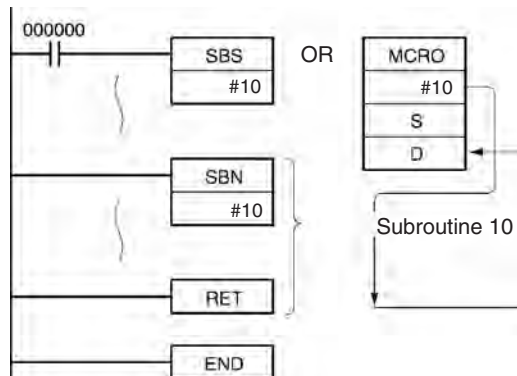 000000
SBS
#10
OR
MCRO
#10
S
D
SBN
#10
Subroutine 10
RET
END